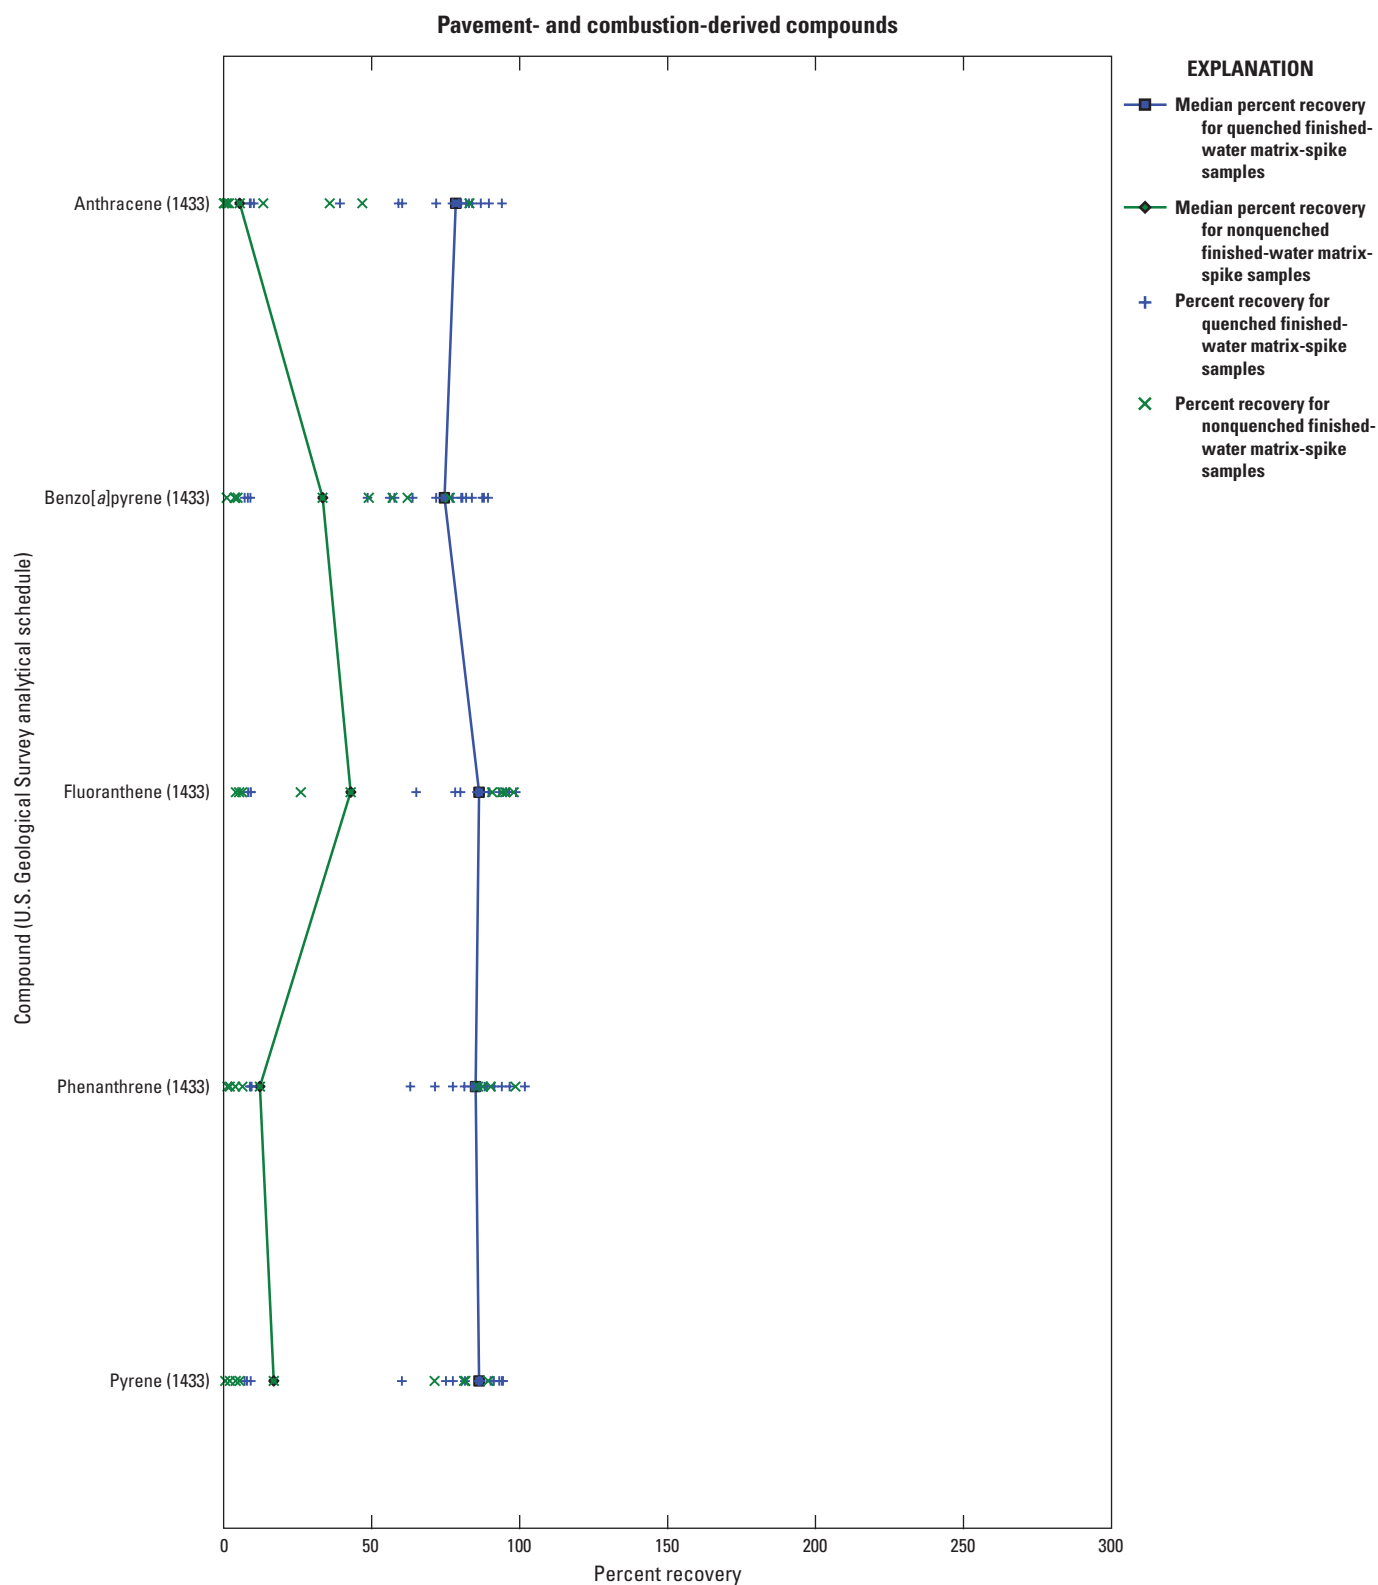 Pavement- and combustion-derived compounds
EXPLANATION
Median percent recovery
for quenched finished-
water matrix-spike
samples
Median percent recovery
for nonquenched
finished-water matrix-
spike samples
Percent recovery for
quenched finished-
water matrix-spike
samples
Percent recovery for
nonquenched finished-
water matrix-spike
samples
Compound (U.S. Geological Survey analytical schedule)
Anthracene (1433)
Benzo[a]pyrene (1433)
Fluoranthene (1433)
Phenanthrene (1433)
Pyrene (1433)
0 50 100 150 200 250 300
Percent recovery